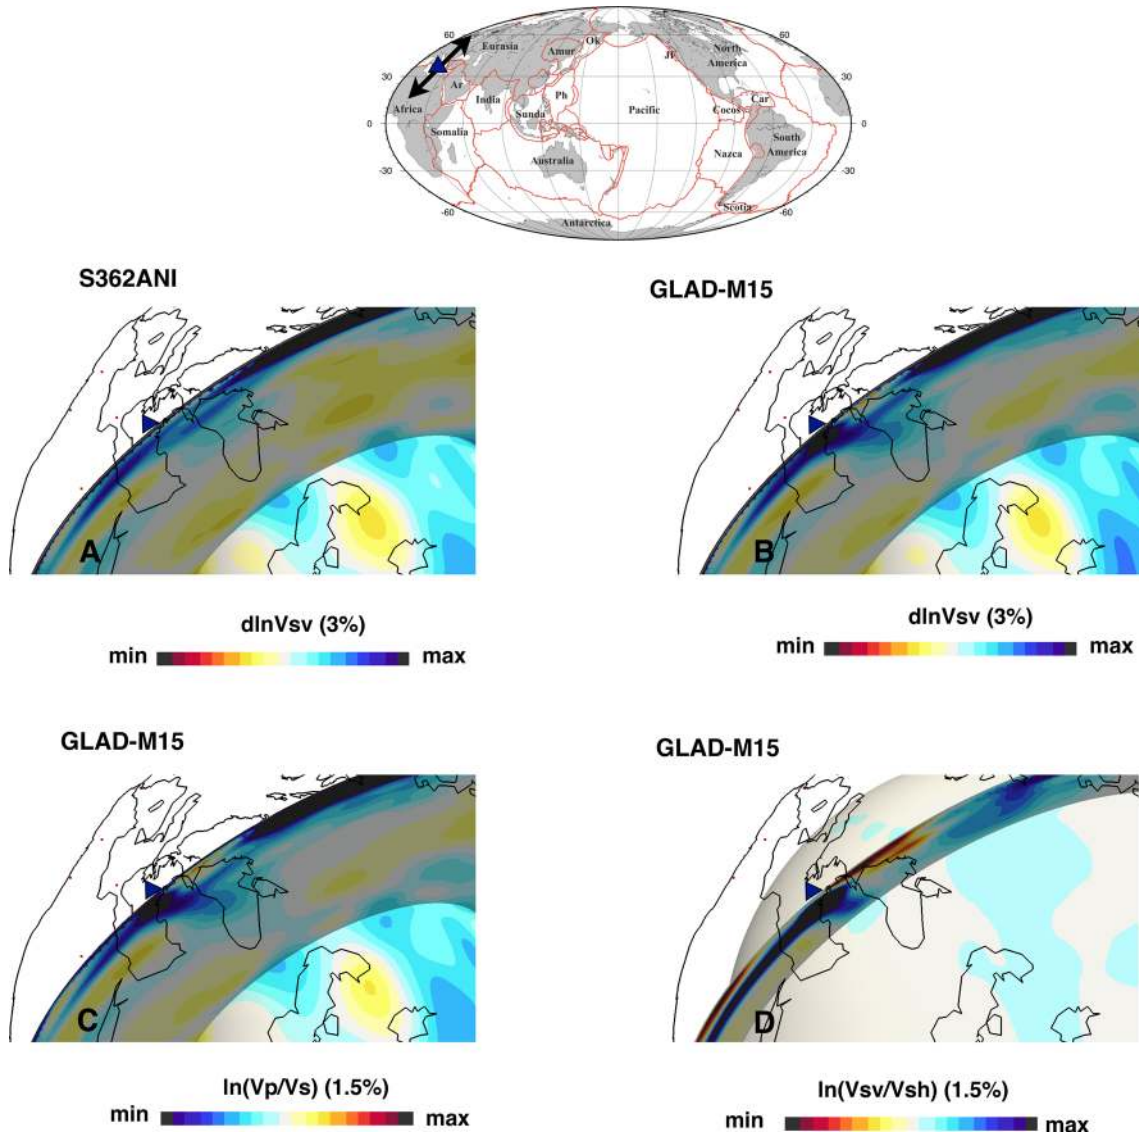 60
Eurasia
Ok
60
Amur
JF
North
America
30
Ar
30
Africa
India
Ph
Car
Sunda
Pacific
Cocos
0
0
Somalia
South
America
Australia
Nazca
-30
-30
-60
Scotia
-60
Antarctica
S362ANI
GLAD-M15
A
B
dlnVsv (3%)
dlnVsv (3%)
min max
min max
GLAD-M15
GLAD-M15
C
D
ln(Vp/Vs) (1.5%)
ln(Vsv/Vsh) (1.5%)
min max
min max